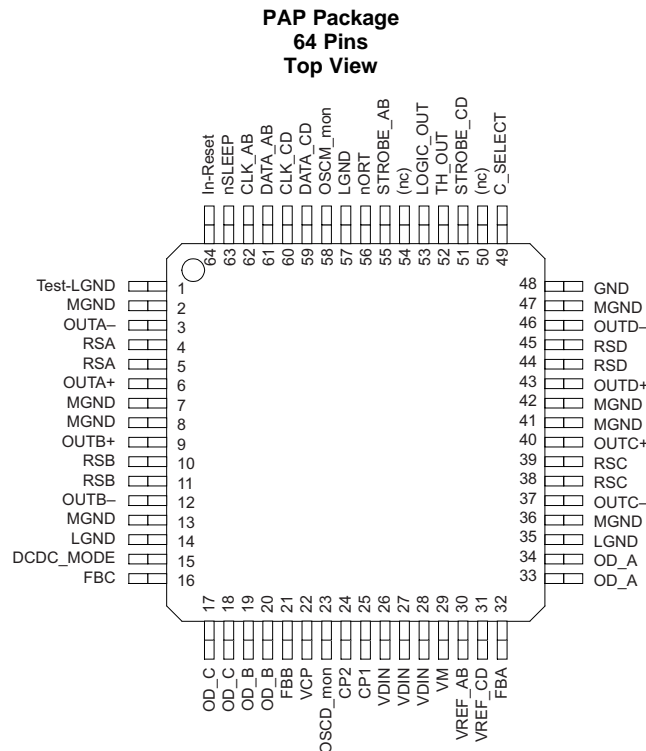 PAP Package
64 Pins
Top View
In-Reset
nSLEEP
CLK_AB
DATA_AB
CLK_CD
DATA_CD
OSCM_mon
LGND
nORT
STROBE_AB
(nc)
LOGIC_OUT
TH_OUT
STROBE_CD
(nc)
C_SELECT
64
63
62
61
60
59
58
57
56
55
54
53
52
51
50
49
Test-LGND 1
MGND 2
OUTA– 3
RSA 4
RSA 5
OUTA+ 6
MGND 7
MGND 8
OUTB+ 9
RSB 10
RSB 11
OUTB– 12
MGND 13
LGND 14
DCDC_MODE 15
FBC 16
48 GND
47 MGND
46 OUTD–
45 RSD
44 RSD
43 OUTD+
42 MGND
41 MGND
40 OUTC+
39 RSC
38 RSC
37 OUTC–
36 MGND
35 LGND
34 OD_A
33 OD_A
17
18
19
20
21
22
23
24
25
26
27
28
29
30
31
32
OD_C
OD_C
OD_B
OD_B
FBB
VCP
OSCD_mon
CP2
CP1
VDIN
VDIN
VDIN
VM
VREF_AB
VREF_CD
FBA